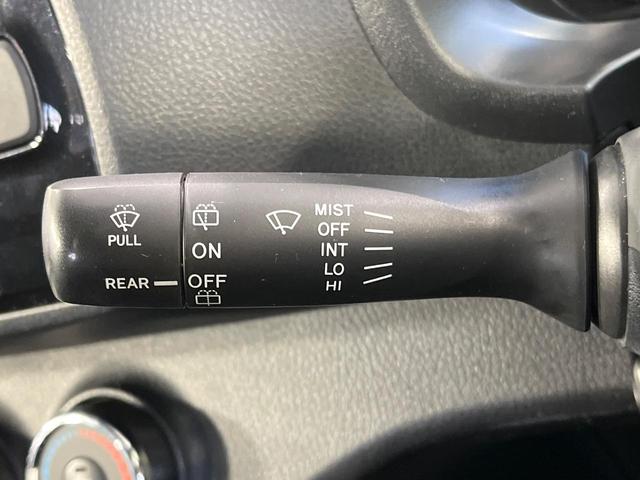 PULL
REAR
ON
OFF
MIST
OFF
INT
LO
HI